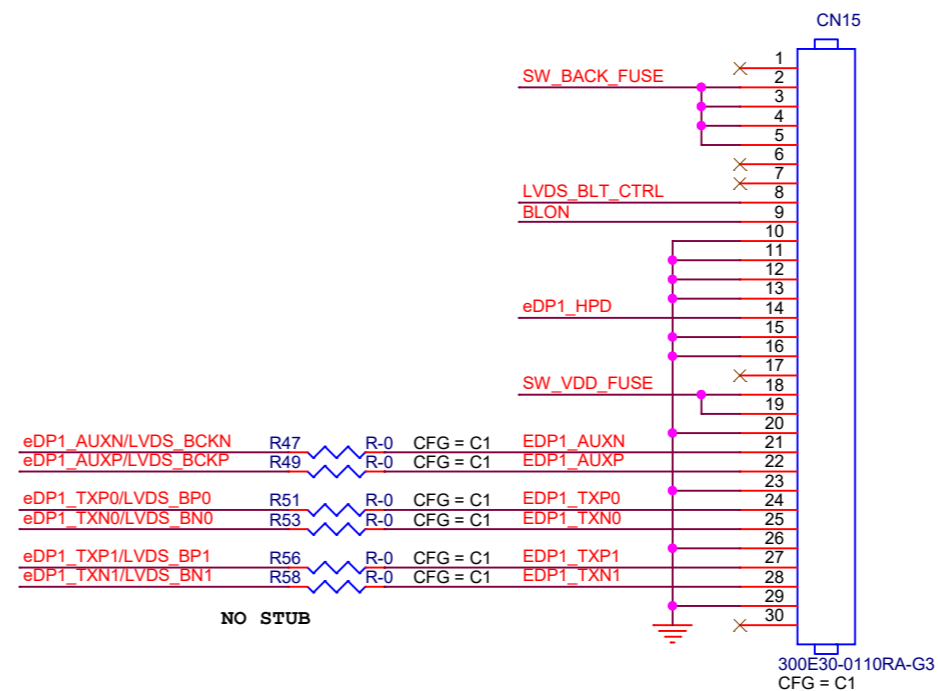 CN15
1
SW_BACK_FUSE 2
3
4
5
6
7
LVDS_BLT_CTRL 8
BLON 9
10
11
12
13
eDP1_HPD 14
15
16
17
SW_VDD_FUSE 18
19
20
eDP1_AUXN/LVDS_BCKN R47 R-0 CFG = C1 EDP1_AUXN 21
eDP1_AUXP/LVDS_BCKP R49 R-0 CFG = C1 EDP1_AUXP 22
23
eDP1_TXP0/LVDS_BP0 R51 R-0 CFG = C1 EDP1_TXP0 24
eDP1_TXN0/LVDS_BN0 R53 R-0 CFG = C1 EDP1_TXN0 25
26
eDP1_TXP1/LVDS_BP1 R56 R-0 CFG = C1 EDP1_TXP1 27
eDP1_TXN1/LVDS_BN1 R58 R-0 CFG = C1 EDP1_TXN1 28
29
NO STUB 30
300E30-0110RA-G3
CFG = C1